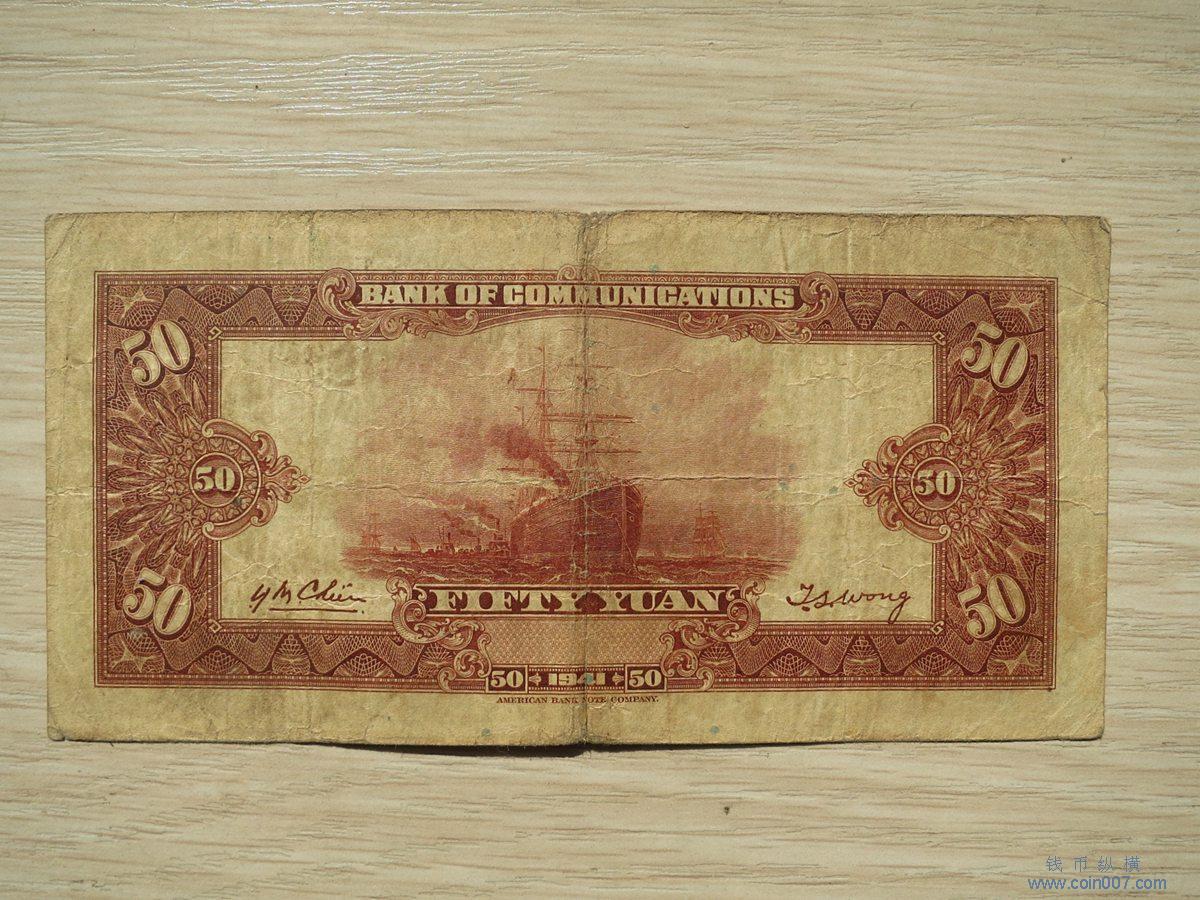 BANK OF COMMUNICATIONS
50 50
50 50
Y M Chien T.S. Wong
50 FIFTY YUAN 50
50 1941 50
AMERICAN BANK NOTE COMPANY.
钱币纵横
www.coin007.com